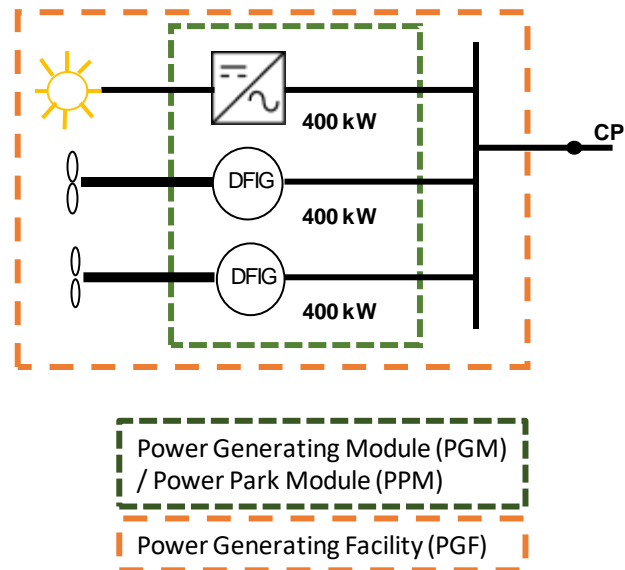 400 kW
CP
DFIG
400 kW
DFIG
400 kW
Power Generating Module (PGM)
/ Power Park Module (PPM)
Power Generating Facility (PGF)